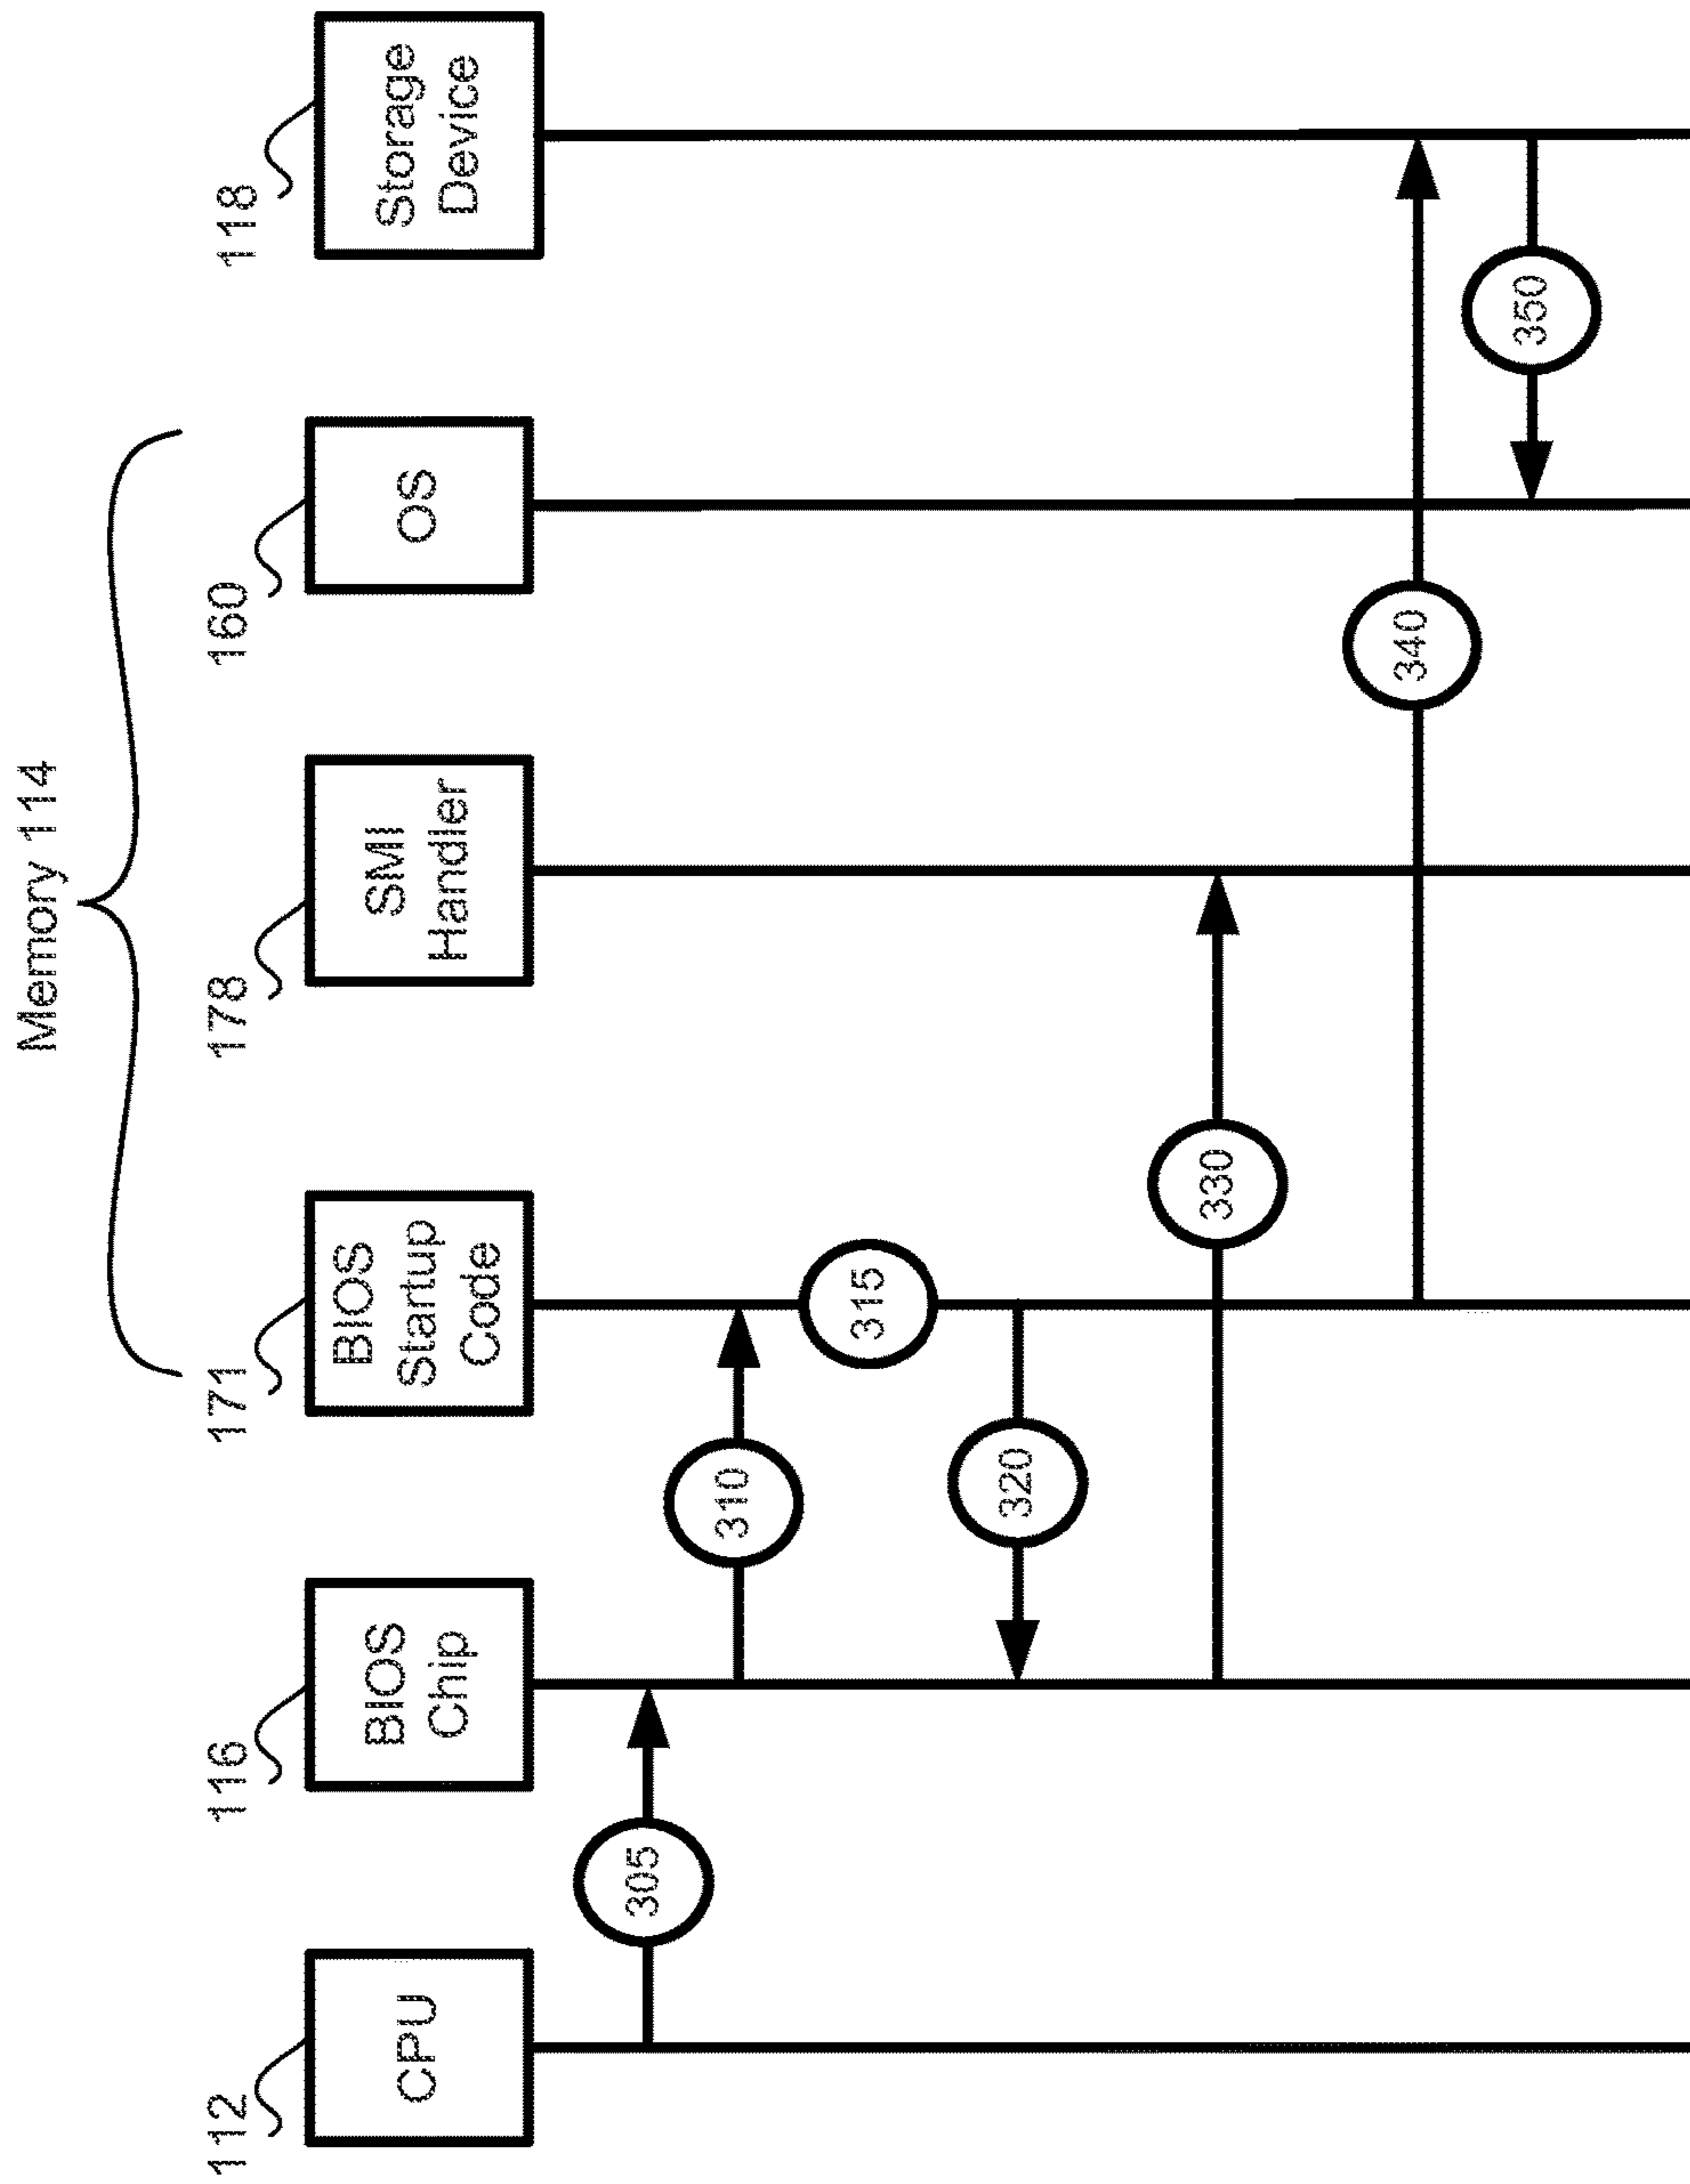 Memory 114
112
116
171
178
160
118
CPU
BIOS
Chip
BIOS
Startup
Code
SMI
Handler
OS
Storage
Device
305
310
315
320
330
340
350